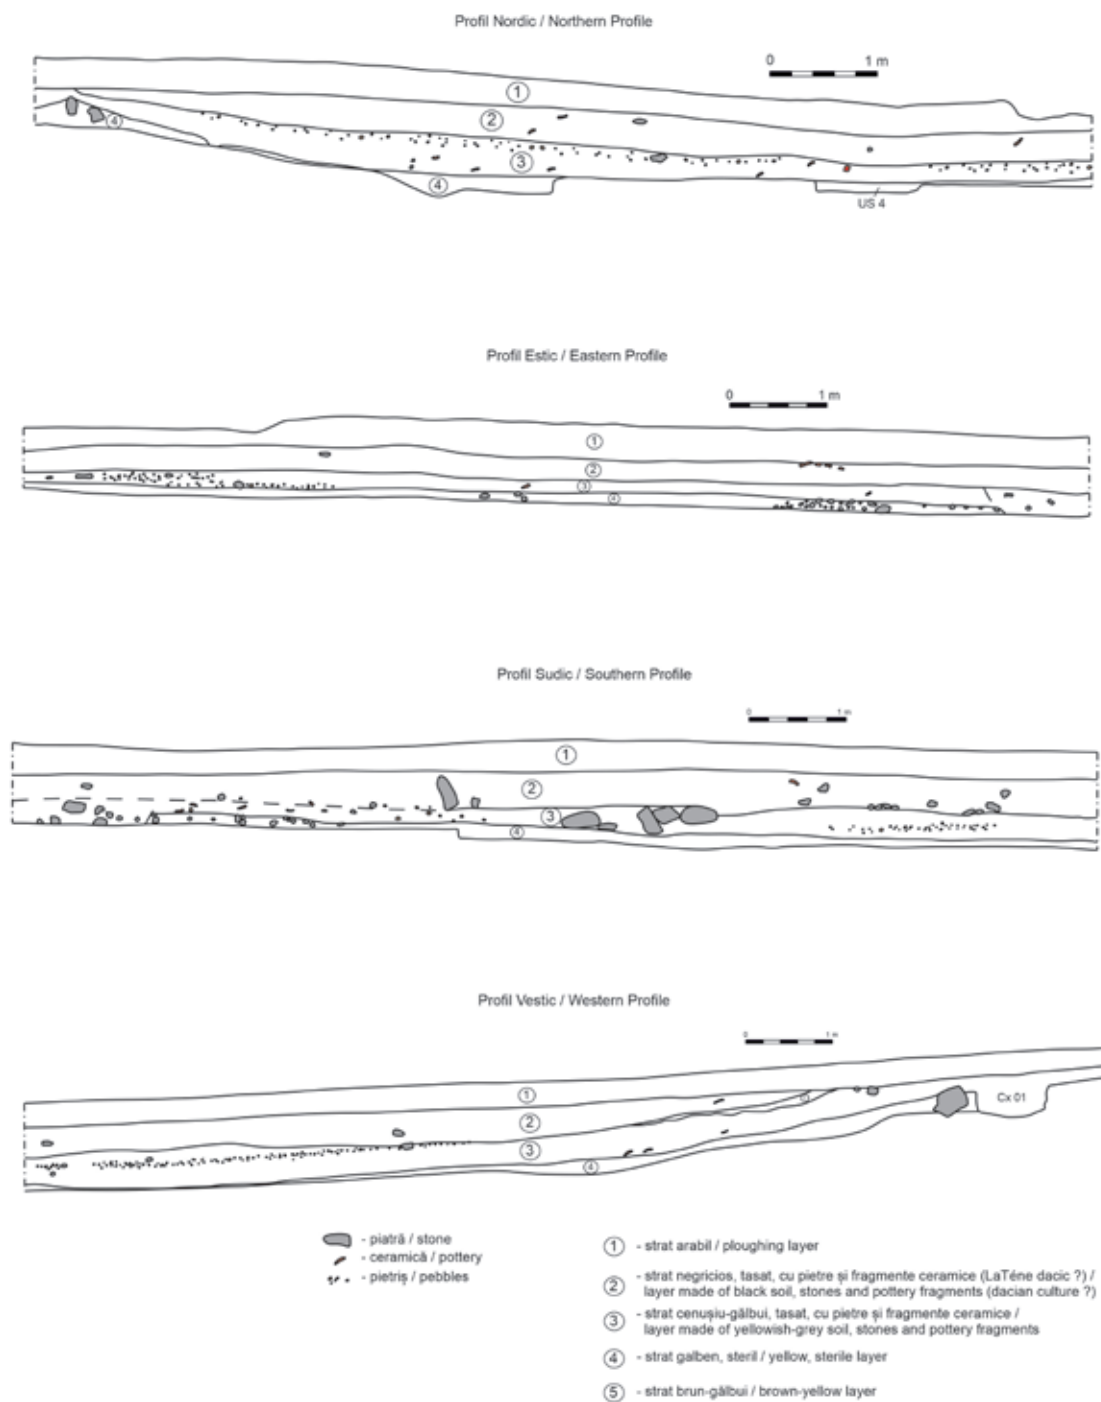 Profil Nordic / Northern Profile
0 1 m
1
2
3
4
4
US 4
Profil Estic / Eastern Profile
0 1 m
1
2
3
4
Profil Sudic / Southern Profile
0 1 m
1
2
3
4
Profil Vestic / Western Profile
0 1 m
1
2
3
4
Cx 01
- piatră / stone
- ceramică / pottery
- pietriș / pebbles
1 - strat arabil / ploughing layer
2 - strat negricios, tasat, cu pietre și fragmente ceramice (LaTéne dacic ?) /
layer made of black soil, stones and pottery fragments (dacian culture ?)
3 - strat cenușiu-gălbui, tasat, cu pietre și fragmente ceramice /
layer made of yellowish-grey soil, stones and pottery fragments
4 - strat galben, steril / yellow, sterile layer
5 - strat brun-gălbui / brown-yellow layer